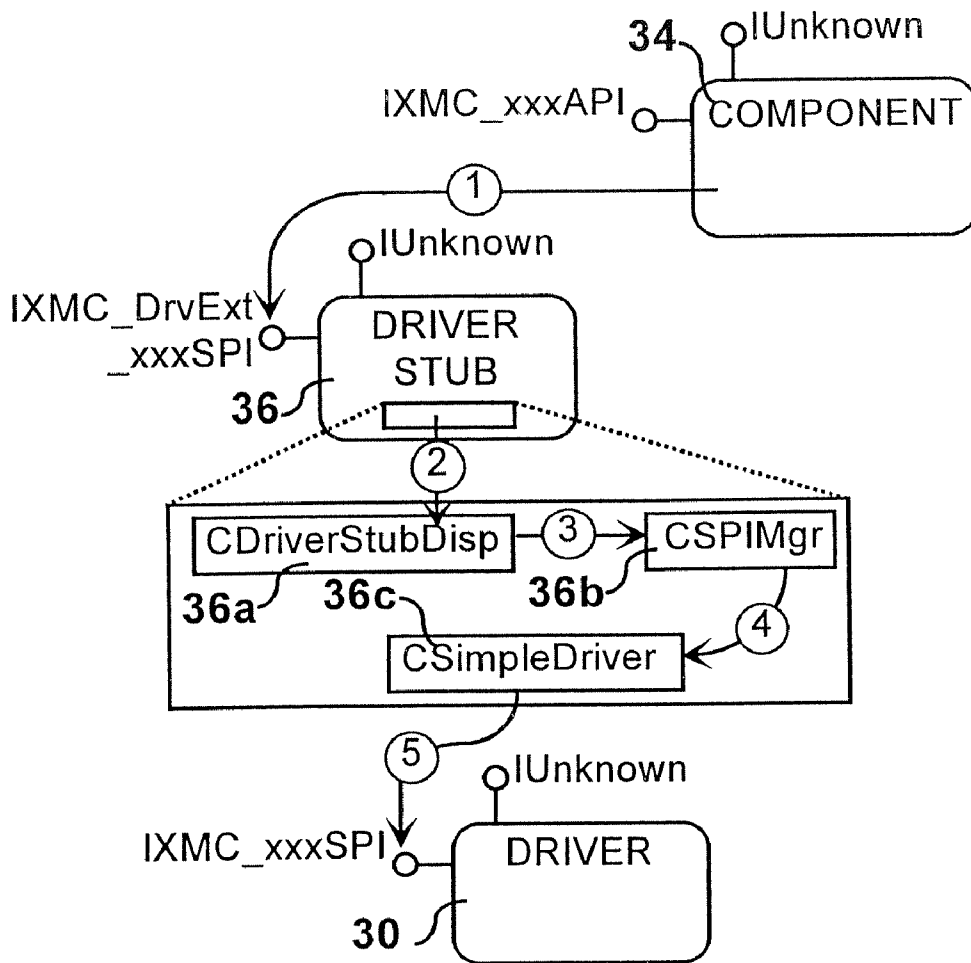 34
IUnknown
IXMC_xxxAPI
COMPONENT
1
IUnknown
IXMC_DrvExt
_xxxSPI
DRIVER
STUB
36
2
CDriverStubDisp
3
CSPIMgr
36a
36c
36b
4
CSimpleDriver
5
IUnknown
IXMC_xxxSPI
DRIVER
30